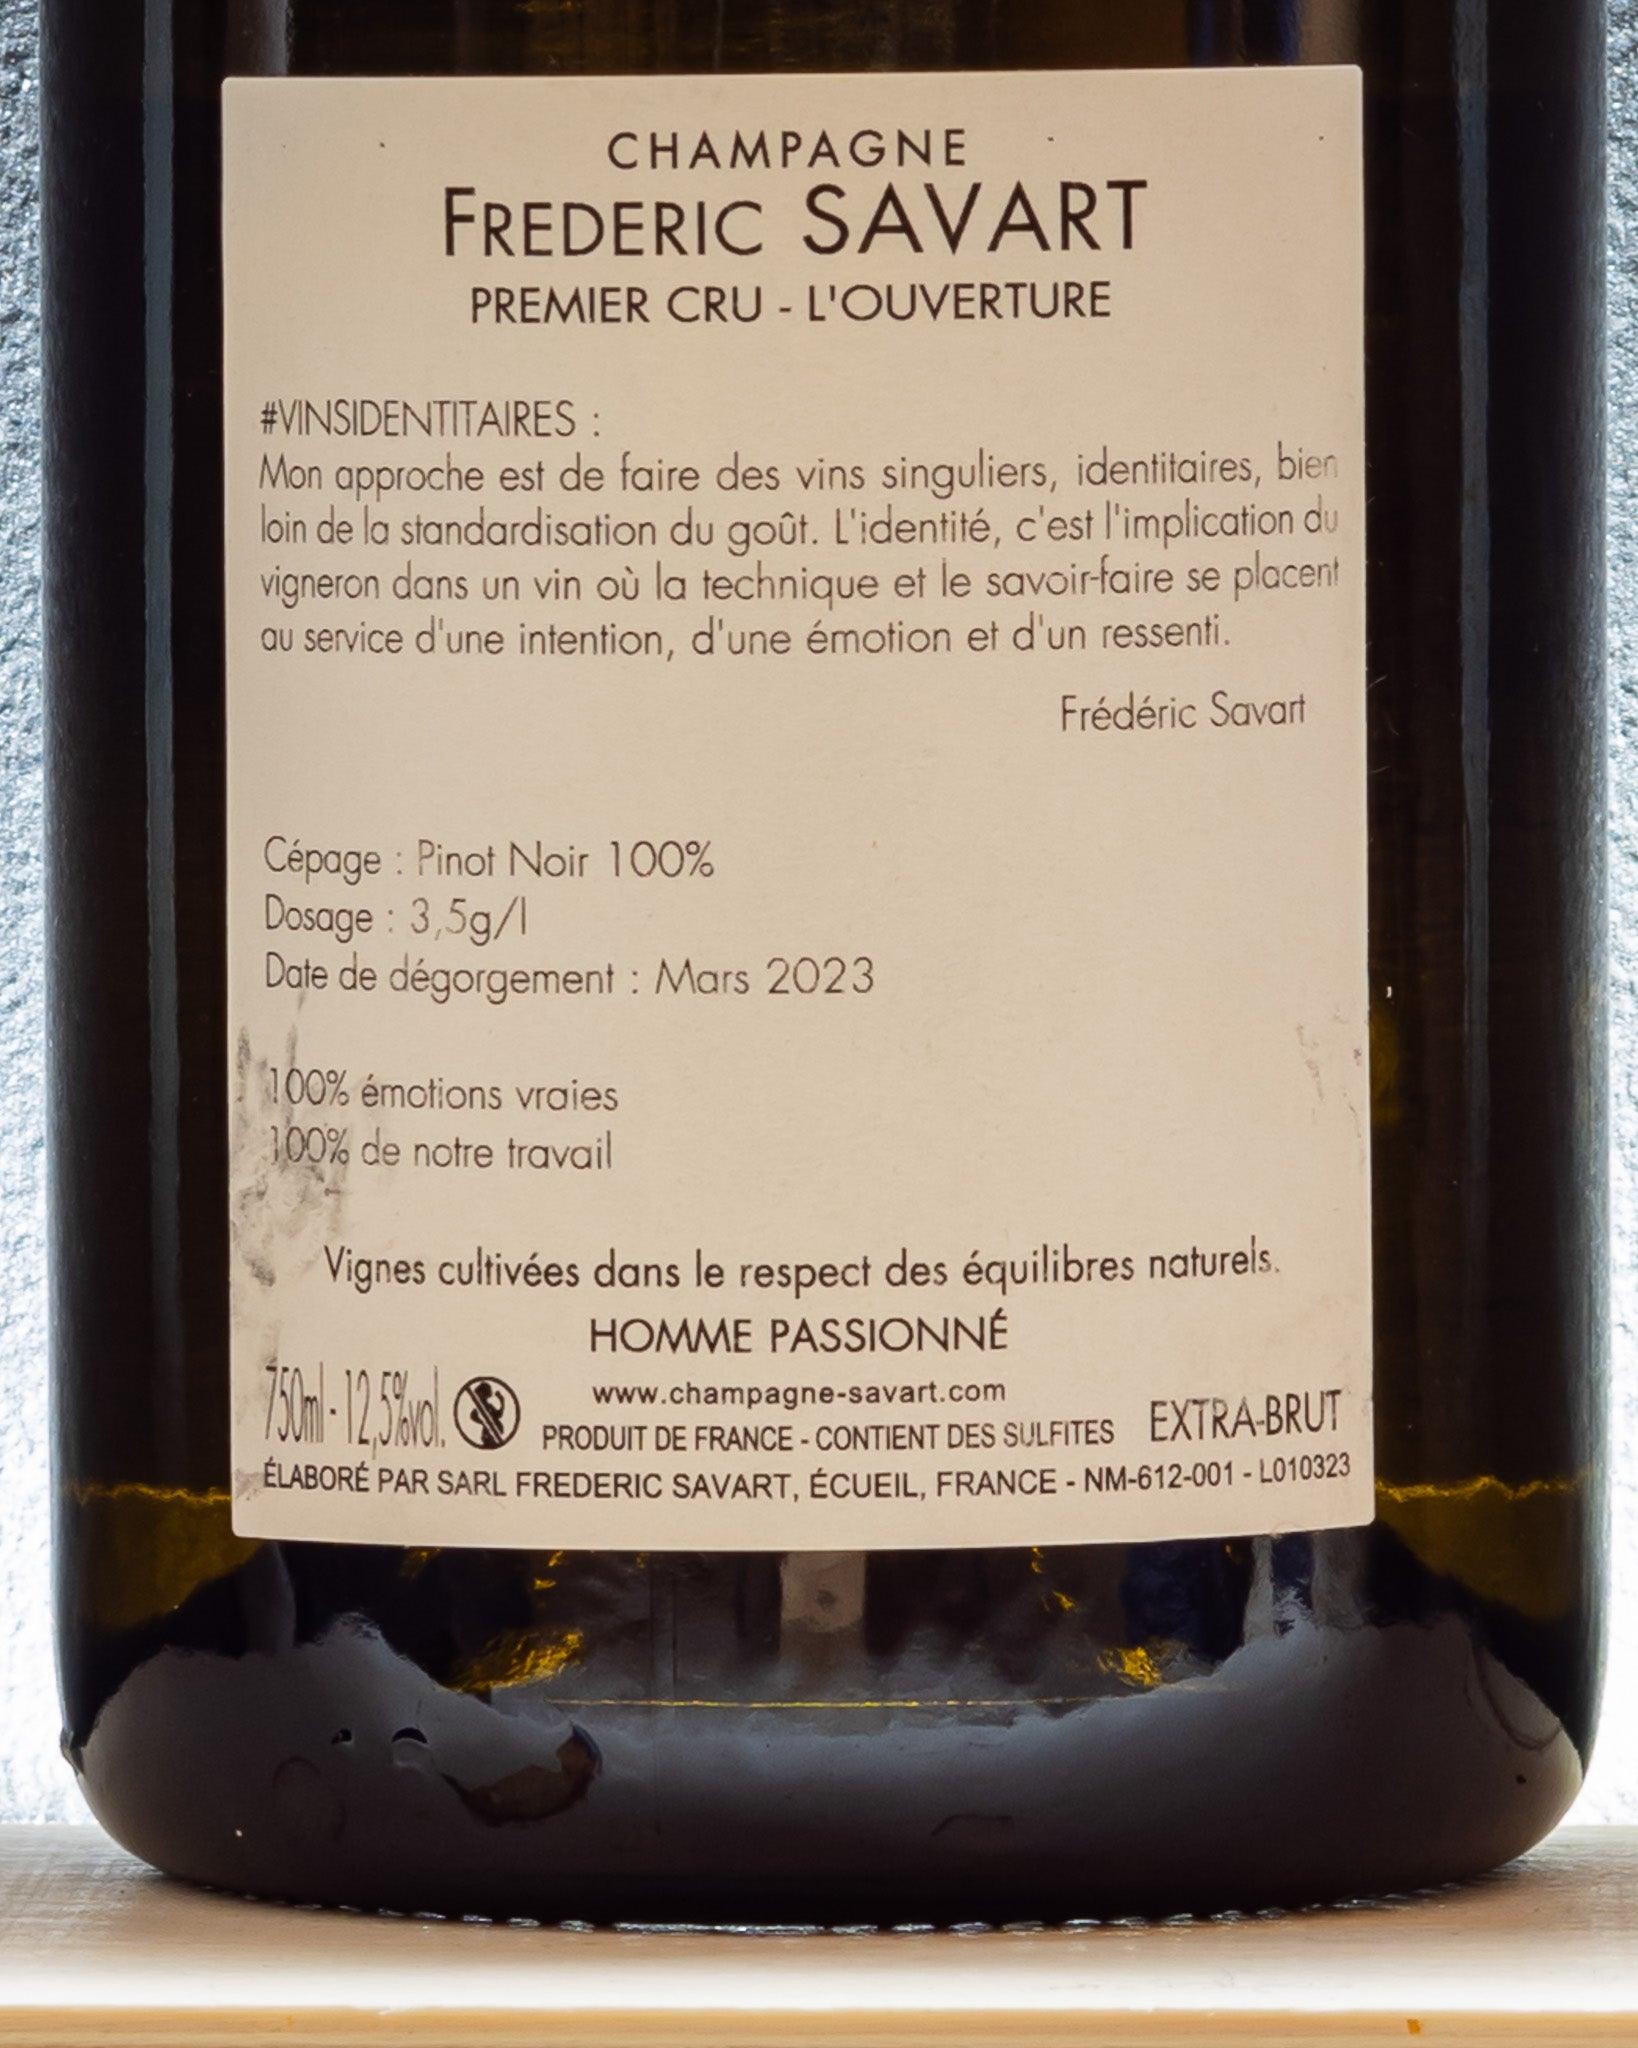 CHAMPAGNE
FREDERIC SAVART
PREMIER CRU - L'OUVERTURE
#VINSIDENTITAIRES :
Mon approche est de faire des vins singuliers, identitaires, bien
loin de la standardisation du goût. L'identité, c'est l'implication du
vigneron dans un vin où la technique et le savoir-faire se placent
au service d'une intention, d'une émotion et d'un ressenti.
Frédéric Savart
Cépage : Pinot Noir 100%
Dosage : 3,5g/l
Date de dégorgement : Mars 2023
100% émotions vraies
100% de notre travail
Vignes cultivées dans le respect des équilibres naturels.
HOMME PASSIONNÉ
www.champagne-savart.com
750ml - 12,5%vol. PRODUIT DE FRANCE - CONTIENT DES SULFITES EXTRA-BRUT
ÉLABORÉ PAR SARL FREDERIC SAVART, ÉCUEIL, FRANCE - NM-612-001 - L010323